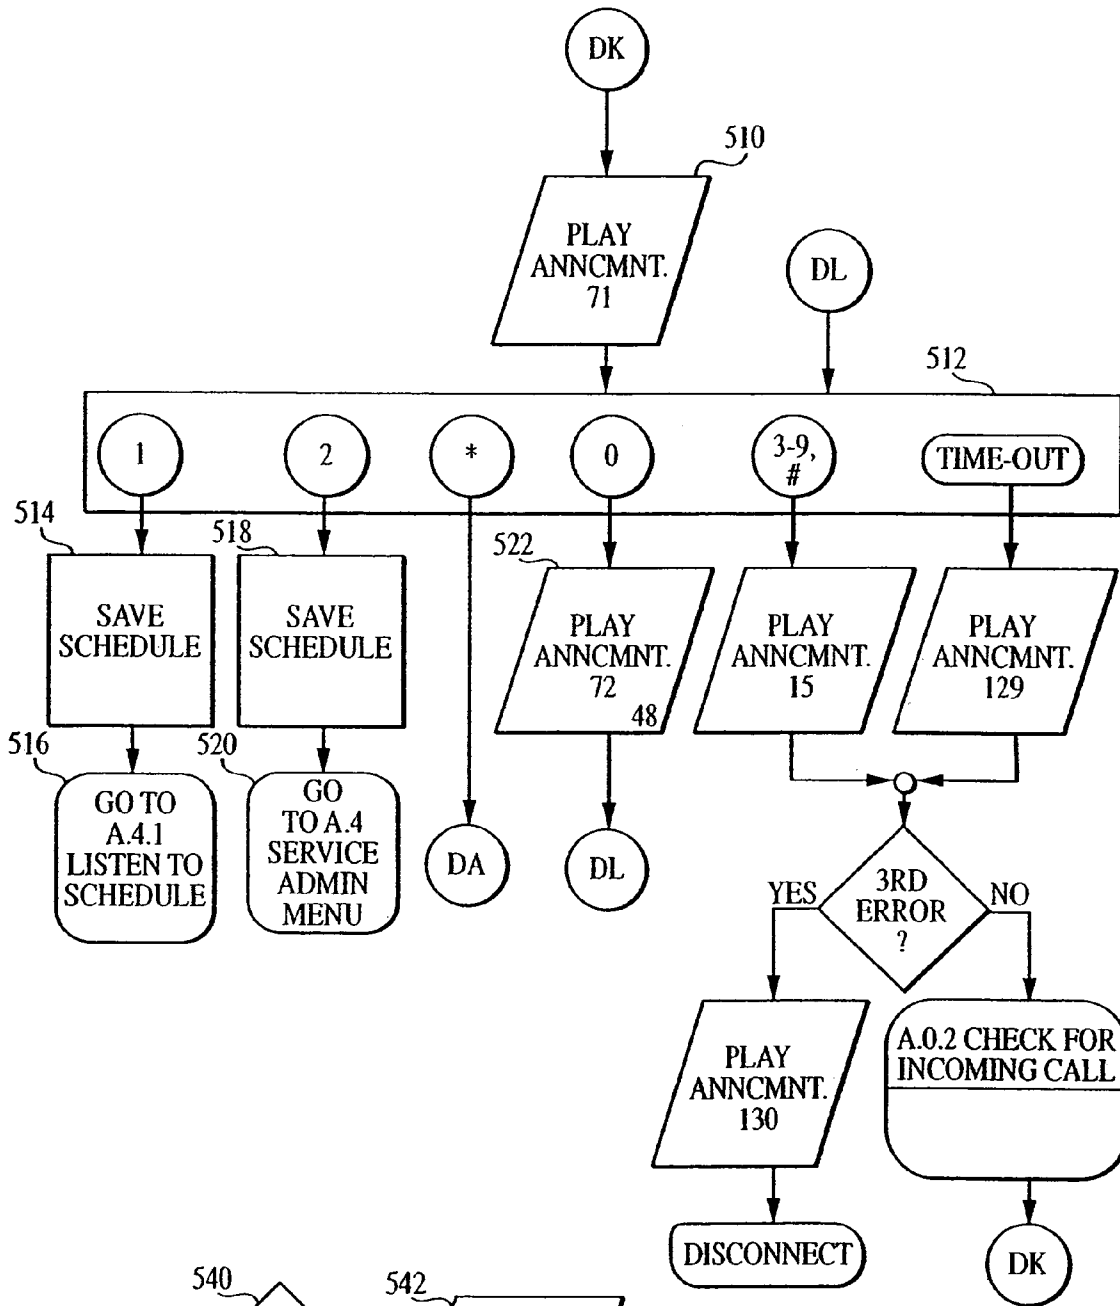 DK
510
PLAY
ANNCMNT.
71
DL
512
1
2
*
0
3-9,
#
TIME-OUT
514
SAVE
SCHEDULE
518
SAVE
SCHEDULE
522
PLAY
ANNCMNT.
72
48
PLAY
ANNCMNT.
15
PLAY
ANNCMNT.
129
516
GO TO
A.4.1
LISTEN TO
SCHEDULE
520
GO
TO A.4
SERVICE
ADMIN
MENU
DA
DL
YES
3RD
ERROR
?
NO
PLAY
ANNCMNT.
130
A.0.2 CHECK FOR
INCOMING CALL
DISCONNECT
DK
540
542